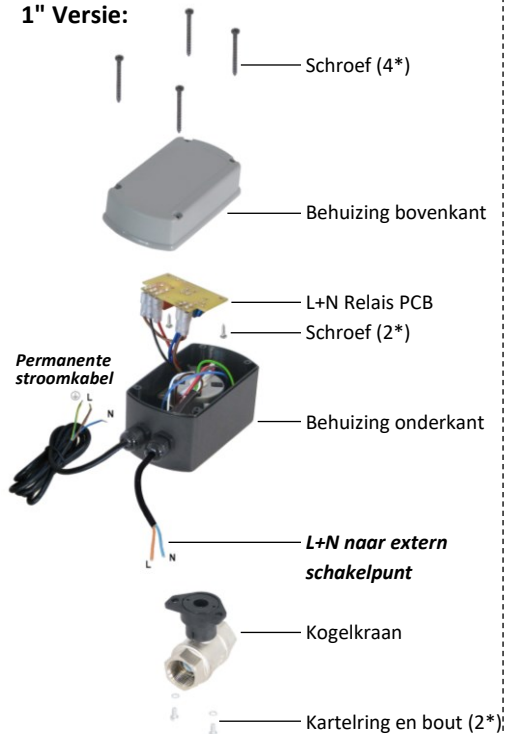 1" Versie:
Schroef (4*)
Behuizing bovenkant
L+N Relais PCB
Schroef (2*)
Permanente
stroomkabel
L
N
Behuizing onderkant
L+N naar extern
schakelpunt
L
N
Kogelkraan
Kartelring en bout (2*)